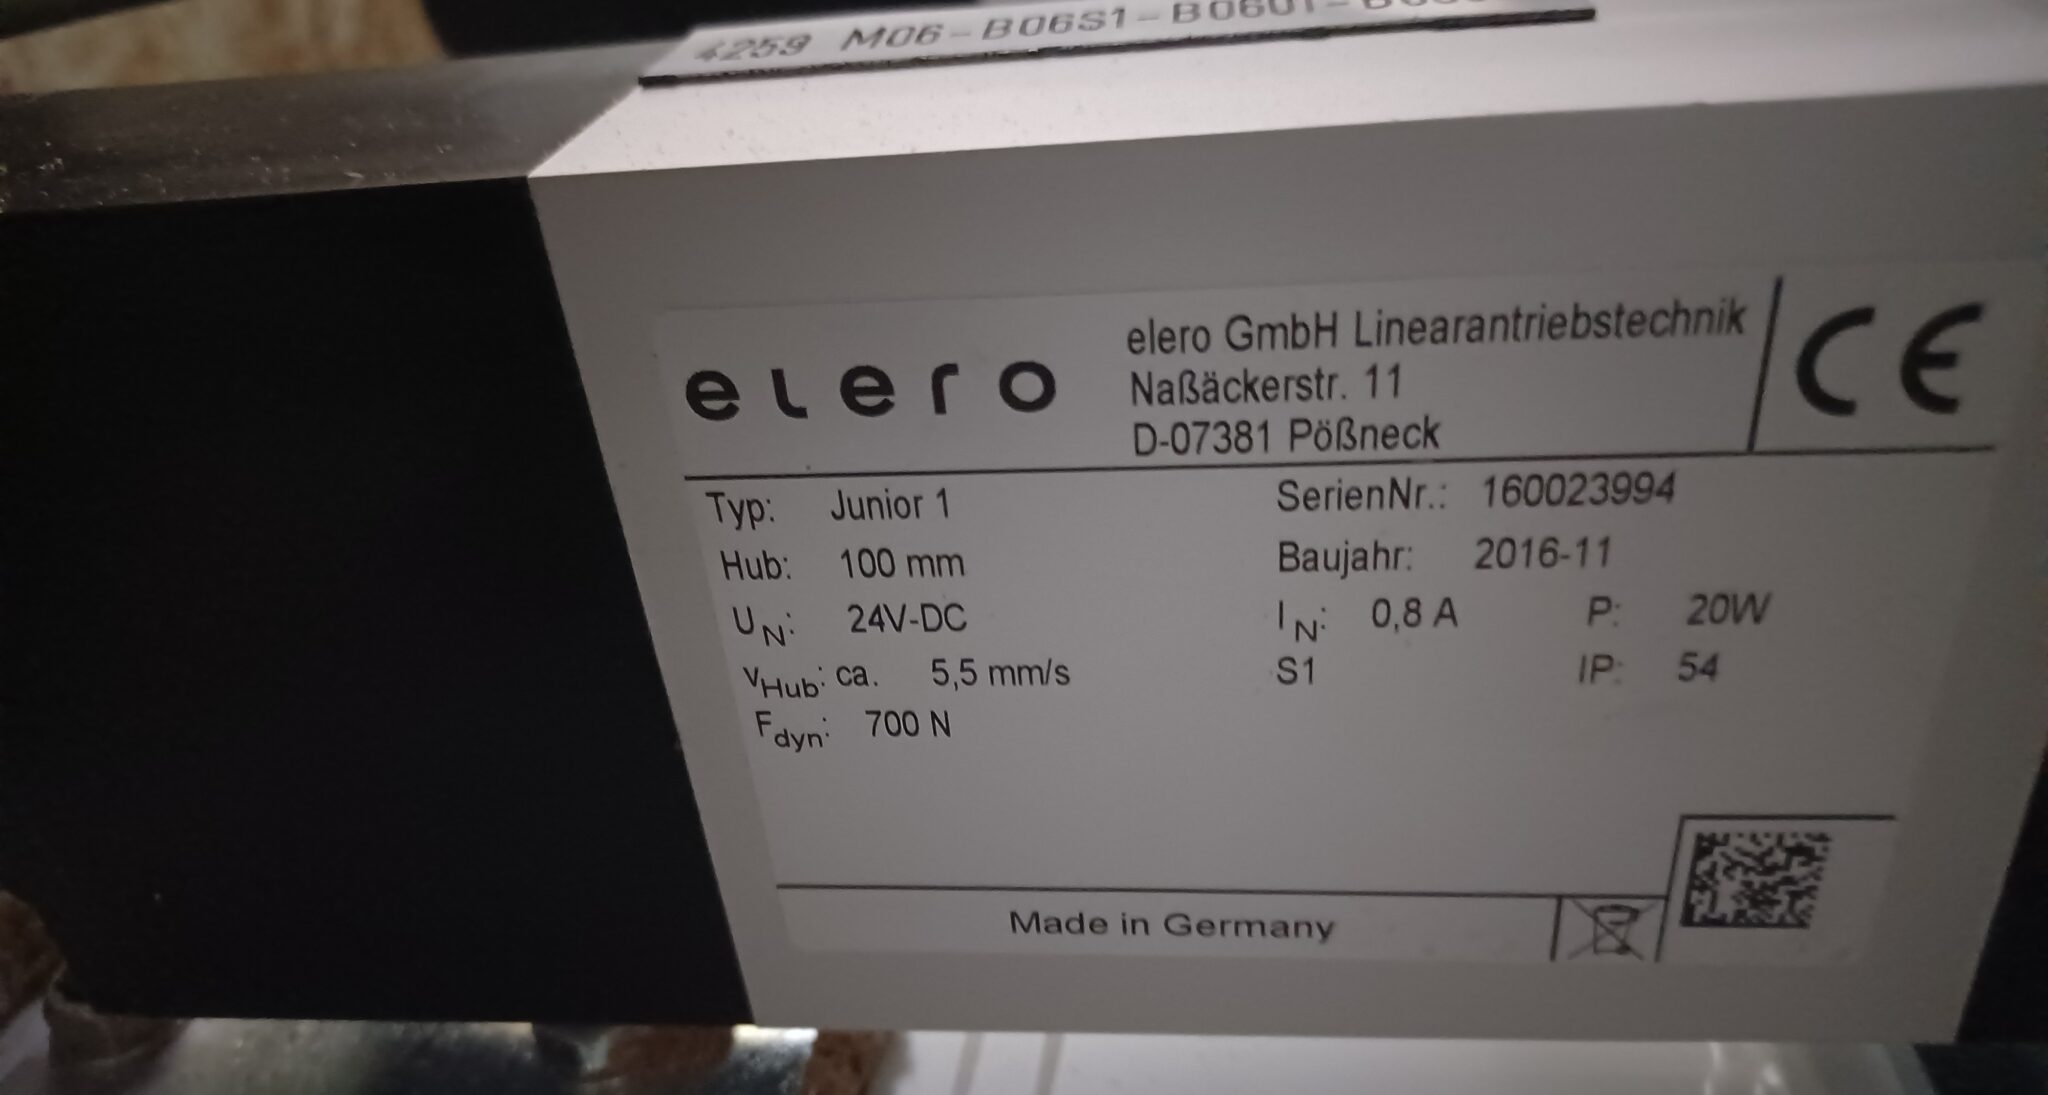 4259 M06-B06S1-B0601-
elero
elero GmbH Linearantriebstechnik
Naßäckerstr. 11
D-07381 Pößneck
CE
Typ: Junior 1
SerienNr.: 160023994
Hub: 100 mm
Baujahr: 2016-11
UN: 24V-DC
IN: 0,8 A P: 20W
vHub: ca. 5,5 mm/s
S1 IP: 54
Fdyn: 700 N
Made in Germany